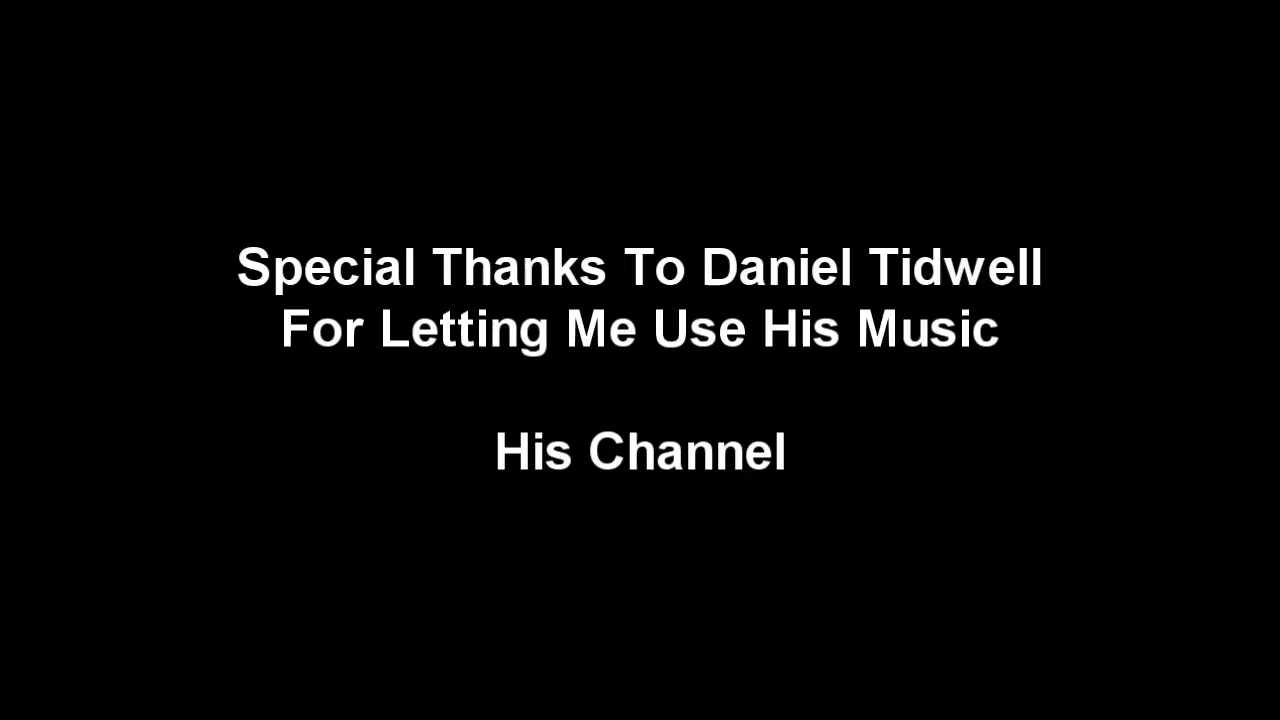 Special Thanks To Daniel Tidwell
For Letting Me Use His Music
His Channel